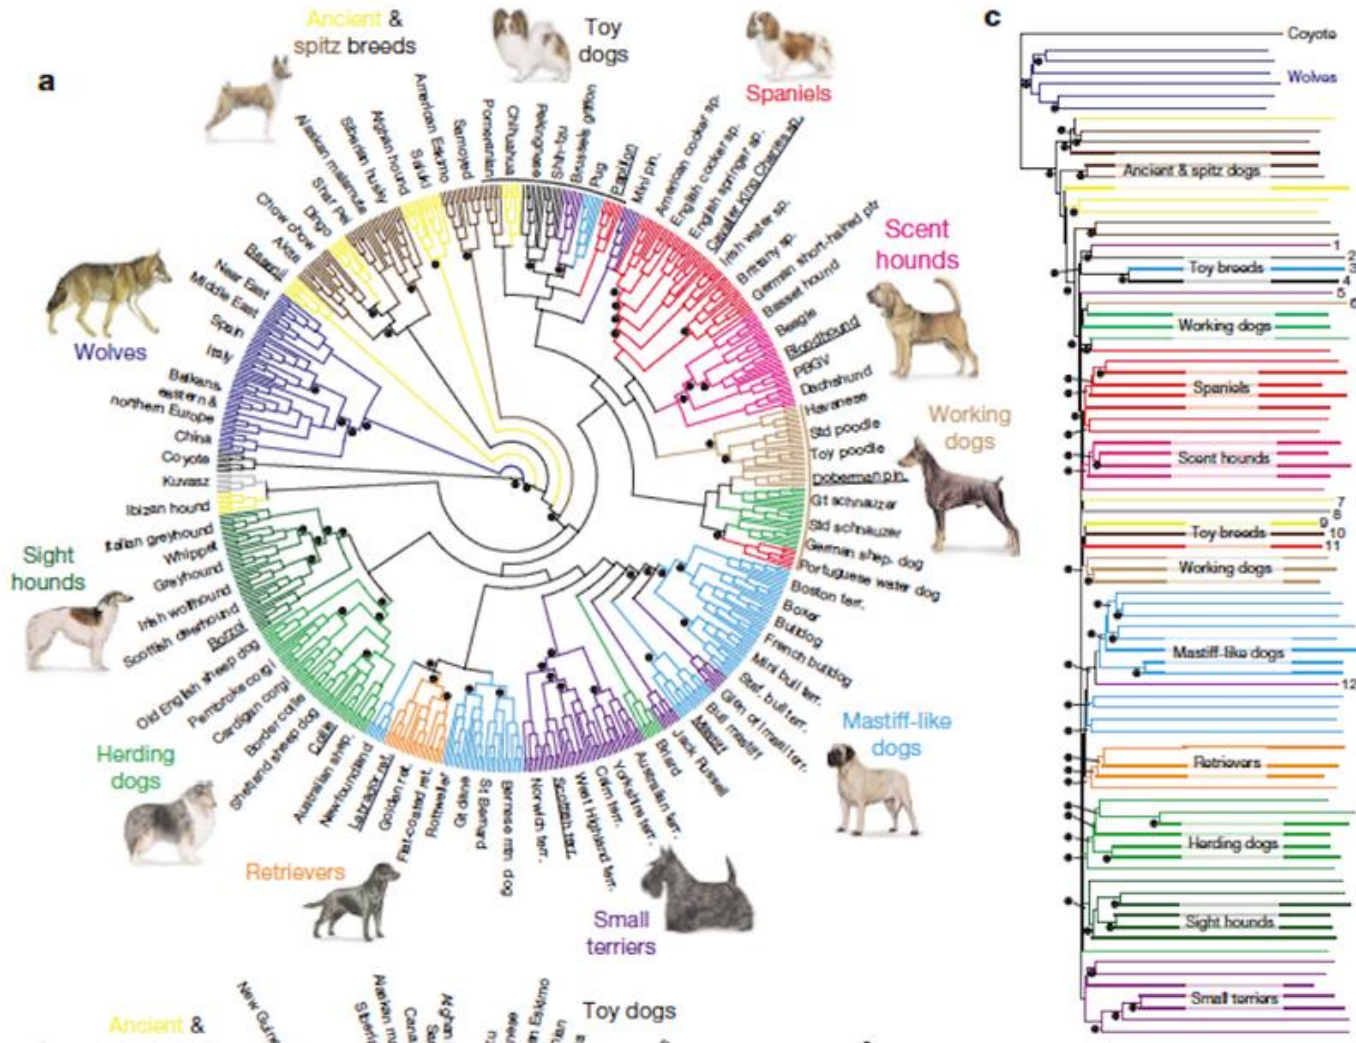 a
Ancient &
spitz breeds
Toy
dogs
Spaniels
Scent
hounds
Working
dogs
Mastiff-like
dogs
Small
terriers
Retrievers
Herding
dogs
Sight
hounds
Wolves
Alaskan malamute
Siberian husky
Afghan hound
Saluki
American Eskimo
Samoyed
Pomeranian
Chihuahua
Pekingese
Shih-tzu
Brussels griffon
Pug
Papillon
Mini pin.
American cocker sp.
English cocker sp.
English springer sp.
Cavalier King Charles sp.
Irish water sp.
Brittany sp.
German short-haired ptr
Basset hound
Beagle
Bloodhound
PBGV
Dachshund
Havanese
Std poodle
Toy poodle
Doberman pin.
Gt schnauzer
Std schnauzer
German shep. dog
Portuguese water dog
Boston terr.
Boxer
Bulldog
French bulldog
Mini bull terr.
Staf. bull terr.
Glen of Imaal terr.
Bull mastiff
Mastiff
Jack Russell
Briard
Australian terr.
Yorkshire terr.
Cairn terr.
West Highland terr.
Scottish terr.
Norwich terr.
Bernese mtn dog
St Bernard
Gt dane
Rottweiler
Flat-coated ret.
Golden ret.
Labrador ret.
Newfoundland
Australian shep.
Collie
Shetland sheep dog
Border collie
Cardigan corgi
Pembroke corgi
Old English sheep dog
Borzoi
Scottish deerhound
Irish wolfhound
Greyhound
Whippet
Italian greyhound
Ibizan hound
Kuvasz
Coyote
China
Balkans,
eastern &
northern Europe
Italy
Spain
Middle East
Near East
Basenji
Akita
Chow chow
Dingo
Shar Pei
Ancient &
Toy dogs
c
Coyote
Wolves
Ancient & spitz dogs
1
2
Toy breeds 3
4
5
6
Working dogs
Spaniels
Scent hounds
7
8
9
Toy breeds 10
11
Working dogs
Mastiff-like dogs
12
Retrievers
Herding dogs
Sight hounds
Small terriers